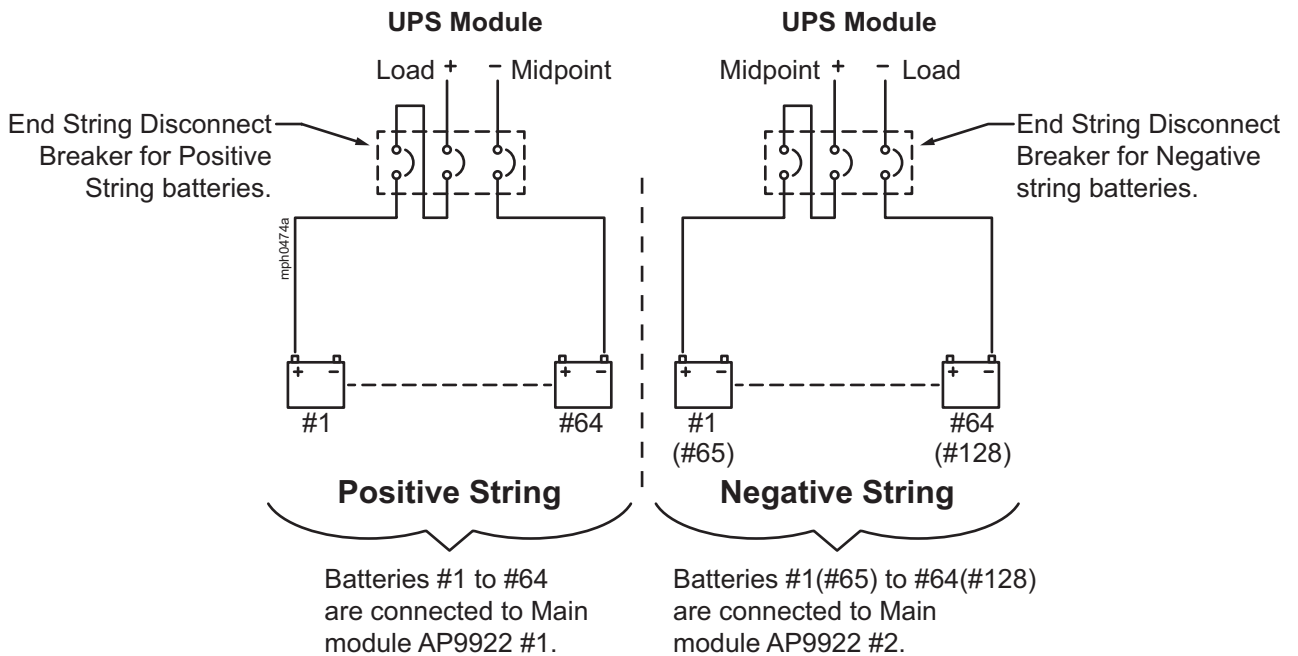 UPS Module
Load + − Midpoint
End String Disconnect
Breaker for Positive
String batteries.
mph0474a
+ −
#1
+ −
#64
Positive String
Batteries #1 to #64
are connected to Main
module AP9922 #1.
UPS Module
Midpoint + − Load
End String Disconnect
Breaker for Negative
string batteries.
+ −
#1
(#65)
+ −
#64
(#128)
Negative String
Batteries #1(#65) to #64(#128)
are connected to Main
module AP9922 #2.